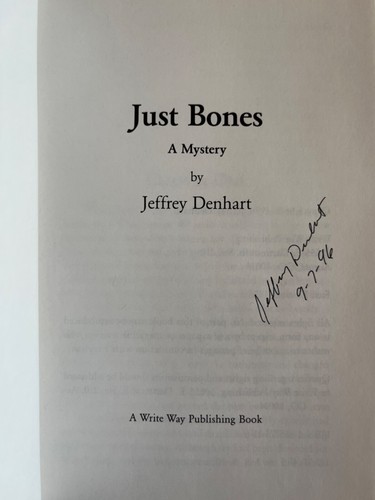 Just Bones
A Mystery
by
Jeffrey Denhart
Jeffrey Denhart
9-7-96
A Write Way Publishing Book